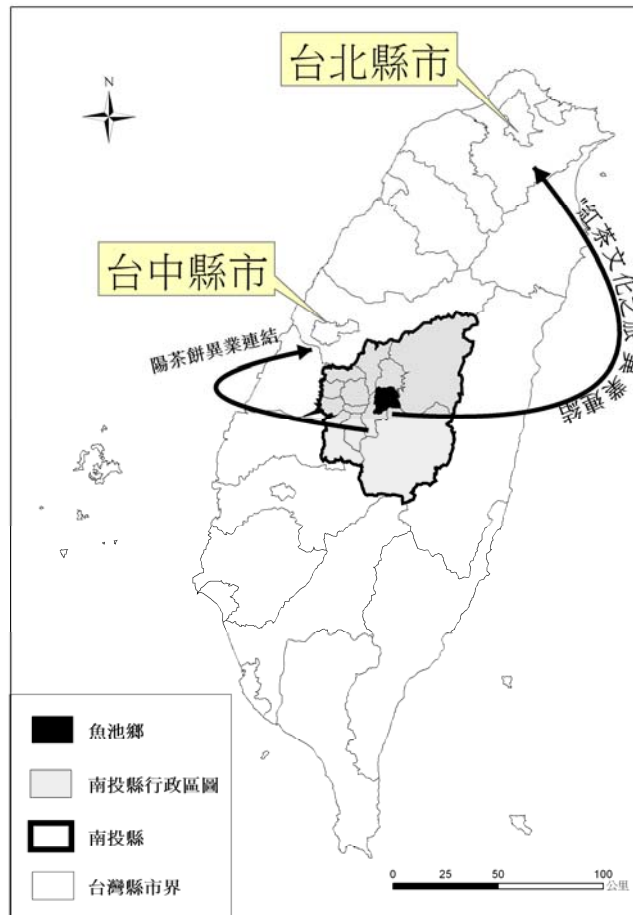 台北縣市
N
"紅茶文化之旅"異業連結
台中縣市
陽茶餅異業連結
魚池鄉
南投縣行政區圖
南投縣
台灣縣市界
0 50 100
公里